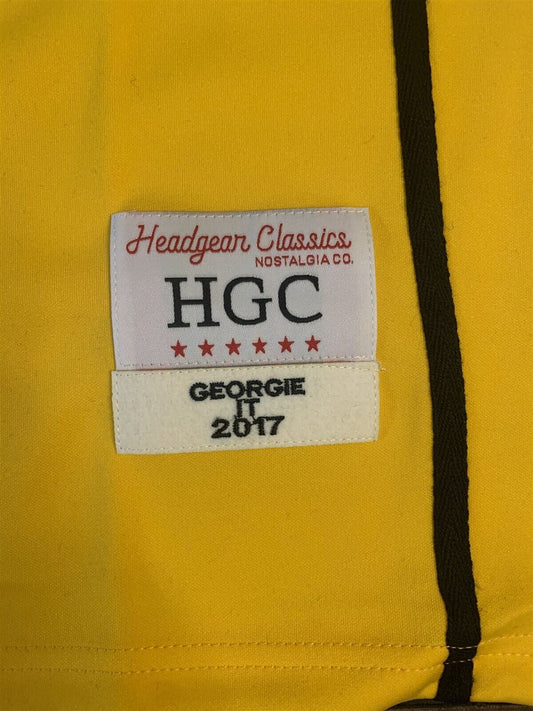 Headgear Classics
NOSTALGIA CO.
HGC
GEORGIE
IT
2017